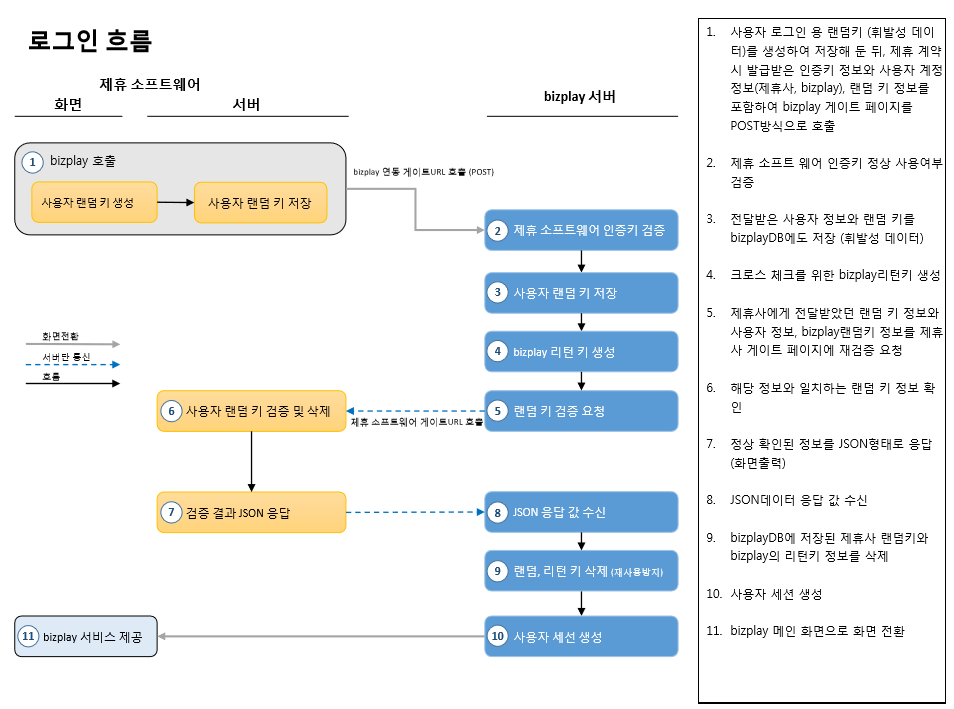 로그인 흐름
제휴 소프트웨어
화면
서버
bizplay 서버
1 bizplay 호출
사용자 랜덤 키 생성
사용자 랜덤 키 저장
bizplay 연동 게이트URL 호출 (POST)
2 제휴 소프트웨어 인증키 검증
3 사용자 랜덤 키 저장
4 bizplay 리턴 키 생성
화면전환
서버단 통신
흐름
5 랜덤 키 검증 요청
6 사용자 랜덤 키 검증 및 삭제
제휴 소프트웨어 게이트URL 호출
7 검증 결과 JSON 응답
8 JSON 응답 값 수신
9 랜덤, 리턴 키 삭제 (재사용방지)
10 사용자 세션 생성
11 bizplay 서비스 제공
1. 사용자 로그인 용 랜덤키 (휘발성 데이
터)를 생성하여 저장해 둔 뒤, 제휴 계약
시 발급받은 인증키 정보와 사용자 계정
정보(제휴사, bizplay), 랜덤 키 정보를
포함하여 bizplay 게이트 페이지를
POST방식으로 호출
2. 제휴 소프트 웨어 인증키 정상 사용여부
검증
3. 전달받은 사용자 정보와 랜덤 키를
bizplayDB에도 저장 (휘발성 데이터)
4. 크로스 체크를 위한 bizplay리턴키 생성
5. 제휴사에게 전달받았던 랜덤 키 정보와
사용자 정보, bizplay랜덤키 정보를 제휴
사 게이트 페이지에 재검증 요청
6. 해당 정보와 일치하는 랜덤 키 정보 확
인
7. 정상 확인된 정보를 JSON형태로 응답
(화면출력)
8. JSON데이터 응답 값 수신
9. bizplayDB에 저장된 제휴사 랜덤키와
bizplay의 리턴키 정보를 삭제
10. 사용자 세션 생성
11. bizplay 메인 화면으로 화면 전환